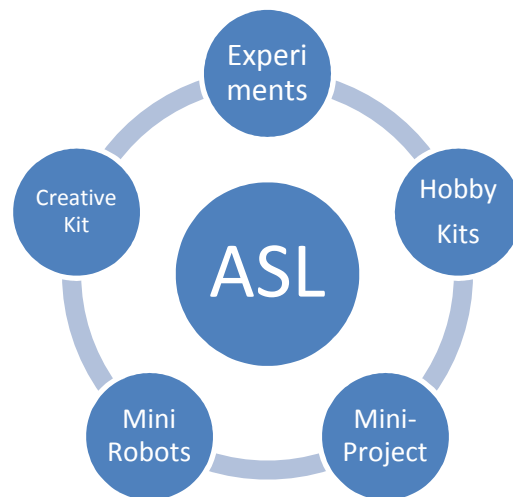 Experi
ments
Hobby
Kits
Creative
Kit
ASL
Mini
Robots
Mini-
Project